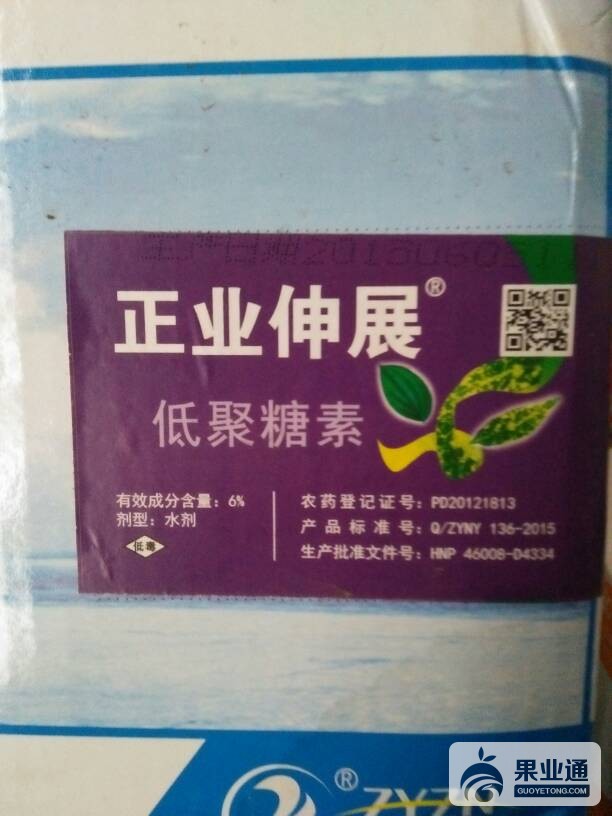 正业伸展®
低聚糖素
有效成分含量：6%
剂型：水剂
低毒
农药登记证号：PD20121813
产品标准号：Q/ZYNY 136-2015
生产批准文件号：HNP 46008-D4334
®
果业通
GUOYETONG.COM